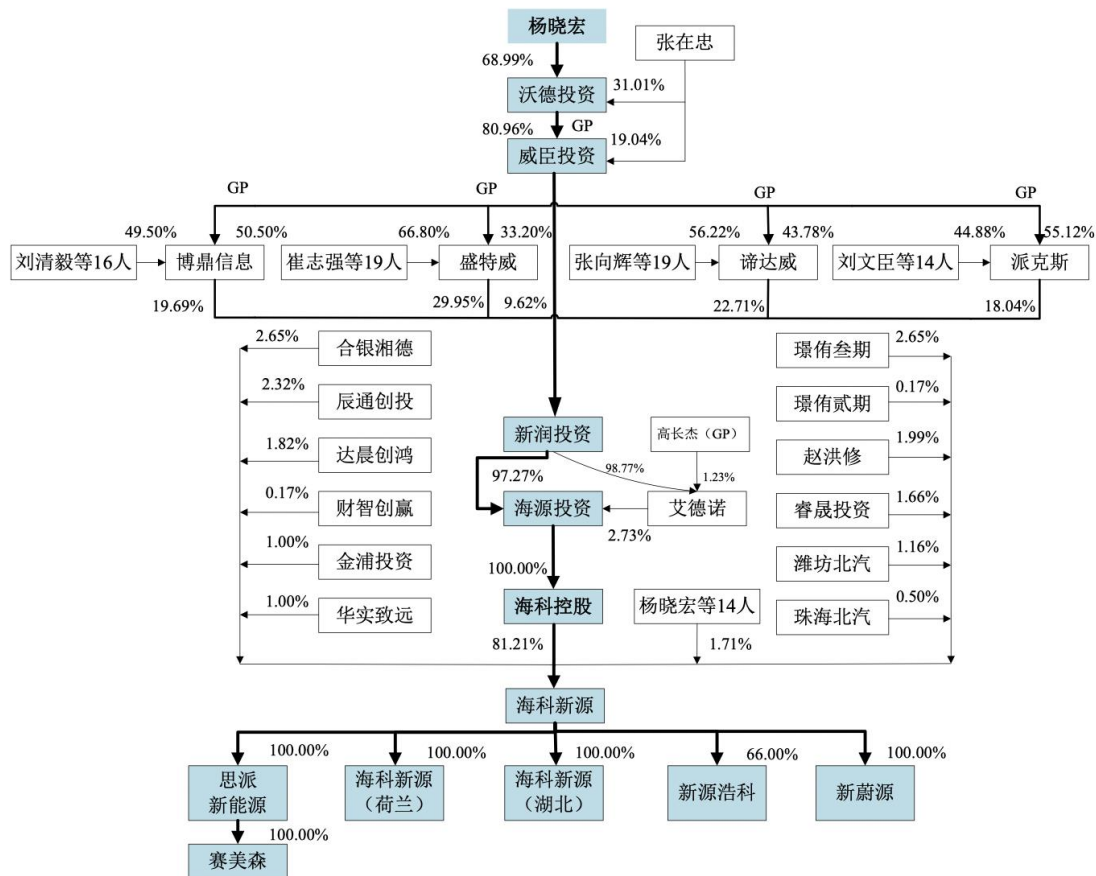 杨晓宏
张在忠
68.99%
31.01%
沃德投资
80.96%
GP
19.04%
威臣投资
GP
GP
GP
GP
49.50%
50.50%
66.80%
33.20%
56.22%
43.78%
44.88%
55.12%
刘清毅等16人
博鼎信息
崔志强等19人
盛特威
张向辉等19人
谛达威
刘文臣等14人
派克斯
19.69%
29.95%
9.62%
22.71%
18.04%
2.65%
合银湘德
璟侑叁期
2.65%
2.32%
辰通创投
璟侑贰期
0.17%
新润投资
高长杰（GP）
1.82%
达晨创鸿
赵洪修
1.99%
97.27%
98.77%
1.23%
0.17%
财智创赢
海源投资
艾德诺
睿晟投资
1.66%
2.73%
1.00%
金浦投资
100.00%
潍坊北汽
1.16%
1.00%
华实致远
海科控股
杨晓宏等14人
珠海北汽
0.50%
81.21%
1.71%
海科新源
100.00%
100.00%
100.00%
66.00%
100.00%
思派
新能源
海科新源
（荷兰）
海科新源
（湖北）
新源浩科
新蔚源
100.00%
赛美森